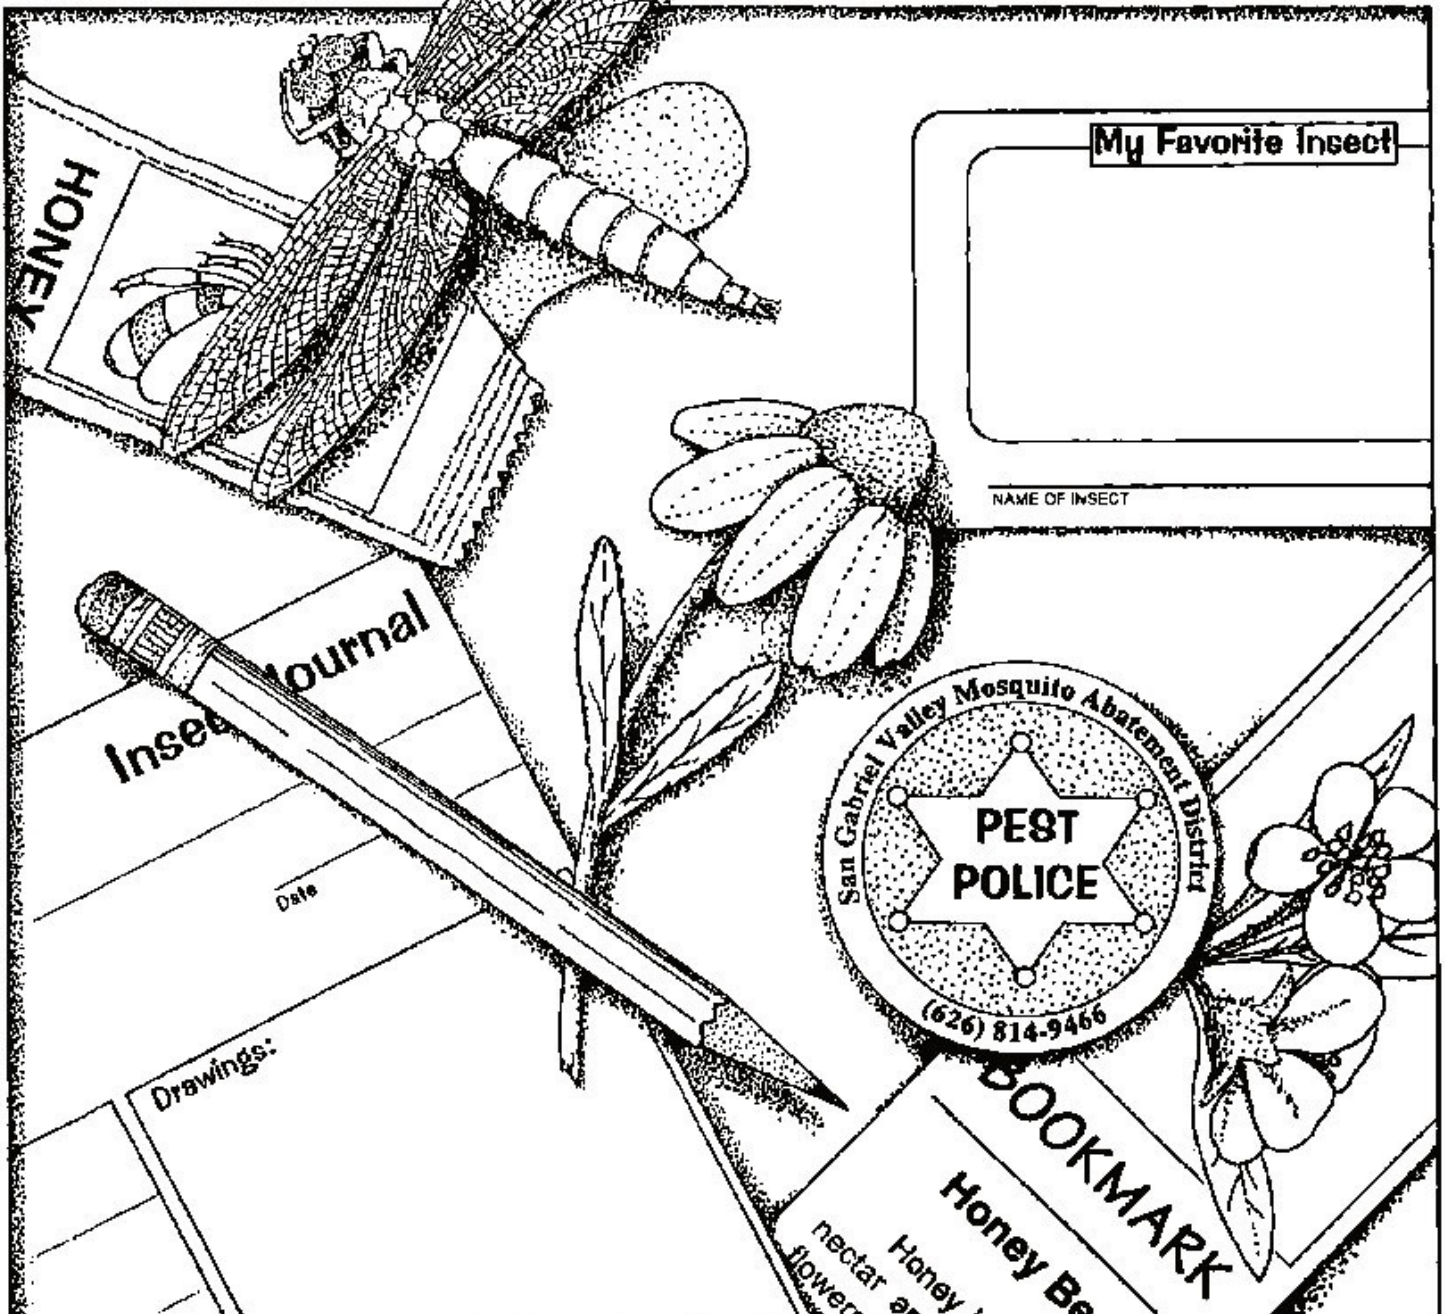 My Favorite Insect
HONEY
NAME OF INSECT
Journal
San Gabriel Valley Mosquito Abatement District
PEST
POLICE
(626) 814-9466
Date
Drawings:
BOOKMARK
Honey Be
Honey
nectar
flower